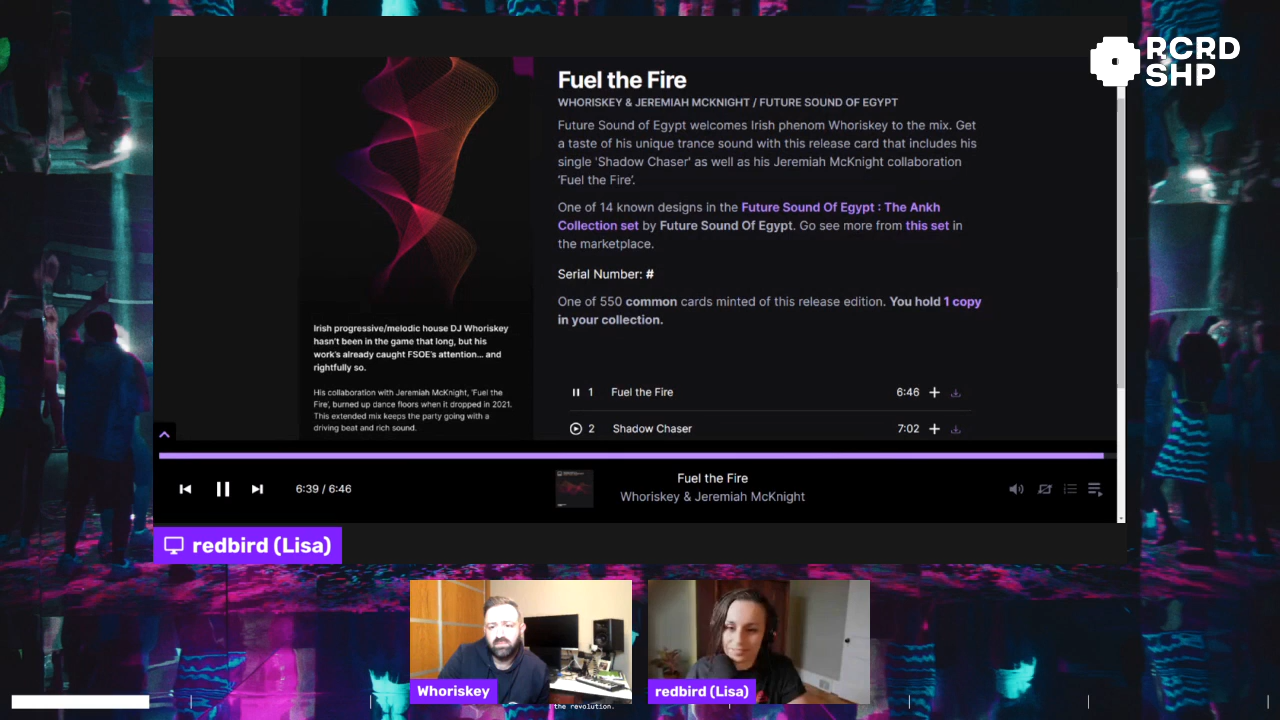 RCRD
SHP
Fuel the Fire
WHORISKEY & JEREMIAH MCKNIGHT / FUTURE SOUND OF EGYPT
Future Sound of Egypt welcomes Irish phenom Whoriskey to the mix. Get
a taste of his unique trance sound with this release card that includes his
single 'Shadow Chaser' as well as his Jeremiah McKnight collaboration
'Fuel the Fire'.
One of 14 known designs in the Future Sound Of Egypt : The Ankh
Collection set by Future Sound Of Egypt. Go see more from this set in
the marketplace.
Serial Number: #
One of 550 common cards minted of this release edition. You hold 1 copy
in your collection.
Irish progressive/melodic house DJ Whoriskey
hasn't been in the game that long, but his
work's already caught FSOE's attention... and
rightfully so.
His collaboration with Jeremiah McKnight, 'Fuel the
Fire', burned up dance floors when it dropped in 2021.
This extended mix keeps the party going with a
driving beat and rich sound.
1 Fuel the Fire 6:46
2 Shadow Chaser 7:02
6:39 / 6:46
Fuel the Fire
Whoriskey & Jeremiah McKnight
redbird (Lisa)
Whoriskey
redbird (Lisa)
the revolution.